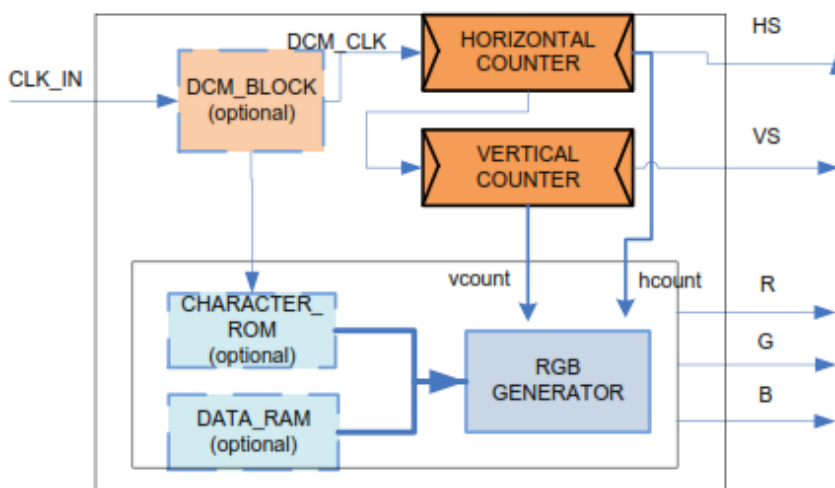 HS
DCM_CLK
HORIZONTAL
COUNTER
CLK_IN
DCM_BLOCK
(optional)
VERTICAL
COUNTER
VS
vcount
hcount
R
CHARACTER_
ROM
(optional)
RGB
GENERATOR
G
B
DATA_RAM
(optional)